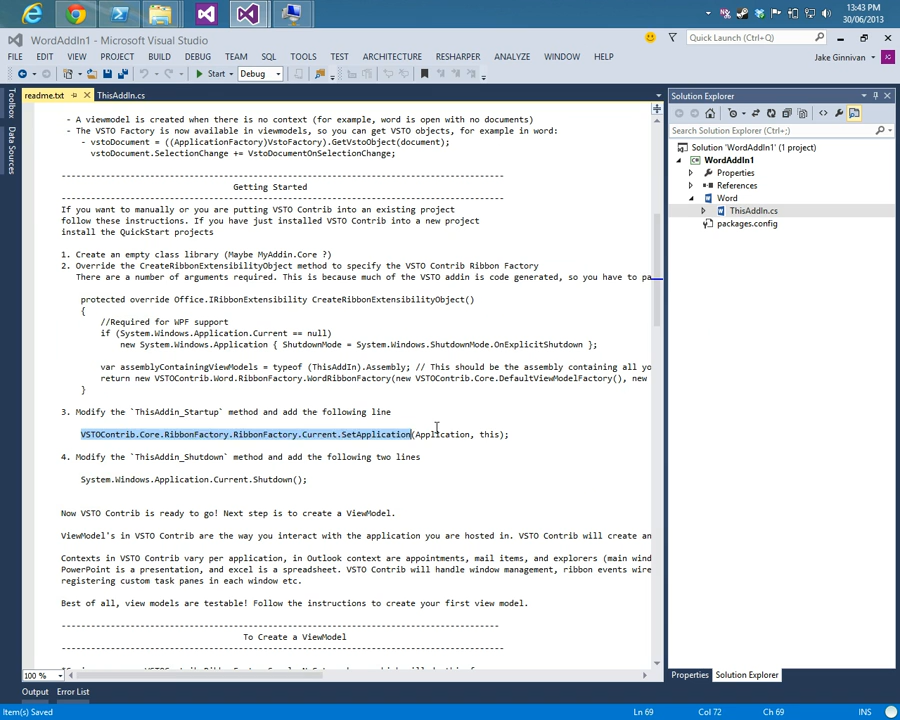 13:43 PM
30/06/2013
WordAddIn1 - Microsoft Visual Studio
Quick Launch (Ctrl+Q)
FILE EDIT VIEW PROJECT BUILD DEBUG TEAM SQL TOOLS TEST ARCHITECTURE RESHARPER ANALYZE WINDOW HELP
Jake Ginnivan
Start Debug
Toolbox
Document Outline
readme.txt
ThisAddIn.cs
- A viewmodel is created when there is no context (for example, word is open with no documents)
- The VSTO Factory is now available in viewmodels, so you can get VSTO objects, for example in word:
- vstoDocument = ((ApplicationFactory)VstoFactory).GetVstoObject(document);
vstoDocument.SelectionChange += VstoDocumentOnSelectionChange;
Getting Started
If you want to manually or you are putting VSTO Contrib into an existing project
follow these instructions. If you have just installed VSTO Contrib into a new project
install the QuickStart projects
1. Create an empty class library (Maybe MyAddin.Core ?)
2. Override the CreateRibbonExtensibilityObject method to specify the VSTO Contrib Ribbon Factory
There are a number of arguments required. This is because much of the VSTO addin is code generated, so you have to pa
protected override Office.IRibbonExtensibility CreateRibbonExtensibilityObject()
{
//Required for WPF support
if (System.Windows.Application.Current == null)
new System.Windows.Application { ShutdownMode = System.Windows.ShutdownMode.OnExplicitShutdown };
var assemblyContainingViewModels = typeof (ThisAddIn).Assembly; // This should be the assembly containing all yo
return new VSTOContrib.Word.RibbonFactory.WordRibbonFactory(new VSTOContrib.Core.DefaultViewModelFactory(), new
}
3. Modify the `ThisAddin_Startup` method and add the following line
VSTOContrib.Core.RibbonFactory.RibbonFactory.Current.SetApplication(Application, this);
4. Modify the `ThisAddin_Shutdown` method and add the following two lines
System.Windows.Application.Current.Shutdown();
Now VSTO Contrib is ready to go! Next step is to create a ViewModel.
ViewModel's in VSTO Contrib are the way you interact with the application you are hosted in. VSTO Contrib will create an
Contexts in VSTO Contrib vary per application, in Outlook context are appointments, mail items, and explorers (main wind
PowerPoint is a presentation, and excel is a spreadsheet. VSTO Contrib will handle window management, ribbon events wire
registering custom task panes in each window etc.
Best of all, view models are testable! Follow the instructions to create your first view model.
To Create a ViewModel
100 %
Solution Explorer
Search Solution Explorer (Ctrl+;)
Solution 'WordAddIn1' (1 project)
WordAddIn1
Properties
References
Word
ThisAddIn.cs
packages.config
Properties
Solution Explorer
Output
Error List
Item(s) Saved
Ln 69
Col 72
Ch 69
INS